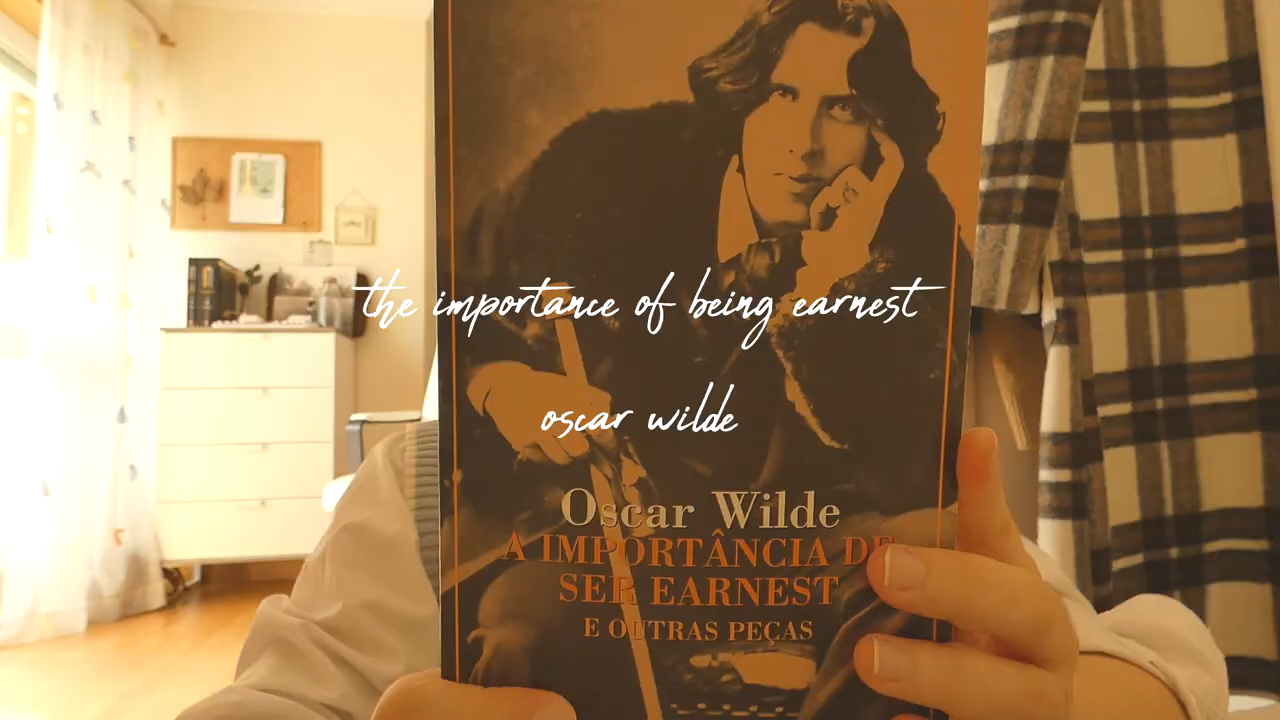 the importance of being earnest
oscar wilde
Oscar Wilde
A IMPORTÂNCIA DE
SER EARNEST
E OUTRAS PEÇAS